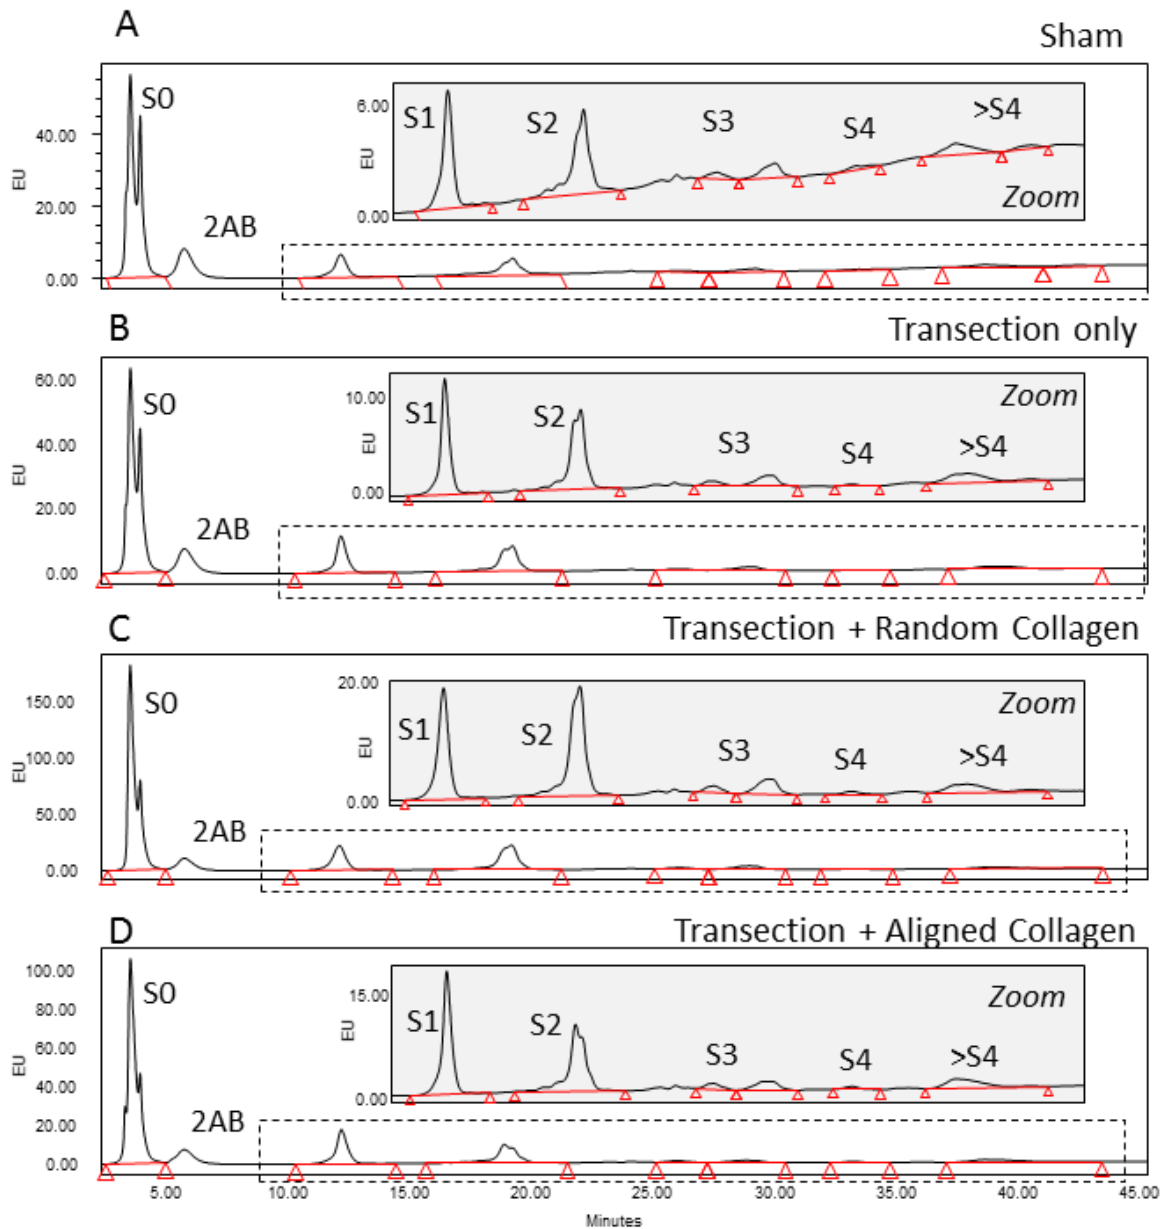 A
Sham
S0
2AB
EU
40.00
20.00
0.00
6.00
EU
0.00
S1
S2
S3
S4
>S4
Zoom
B
Transection only
S0
2AB
EU
60.00
40.00
20.00
0.00
10.00
EU
0.00
S1
S2
S3
S4
>S4
Zoom
C
Transection + Random Collagen
S0
2AB
EU
150.00
100.00
50.00
0.00
20.00
EU
0.00
S1
S2
S3
S4
>S4
Zoom
D
Transection + Aligned Collagen
S0
2AB
EU
100.00
80.00
60.00
40.00
20.00
0.00
15.00
EU
0.00
S1
S2
S3
S4
>S4
Zoom
5.00 10.00 15.00 20.00 25.00 30.00 35.00 40.00 45.00
Minutes